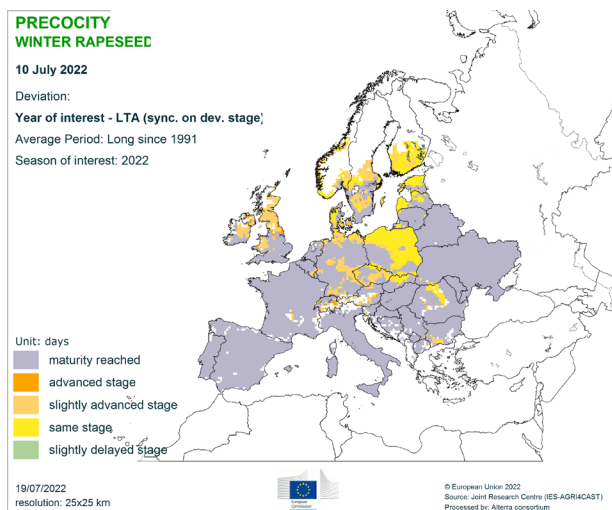 PRECOCITY
WINTER RAPESEED
10 July 2022
Deviation:
Year of interest - LTA (sync. on dev. stage)
Average Period: Long since 1991
Season of interest: 2022
Unit: days
maturity reached
advanced stage
slightly advanced stage
same stage
slightly delayed stage
19/07/2022
resolution: 25x25 km
European
Commission
© European Union 2022
Source: Joint Research Centre (IES-AGRI4CAST)
Processed by: Alterra consortium